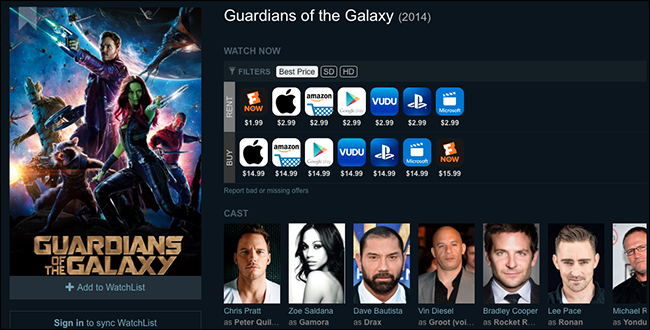 Guardians of the Galaxy (2014)
WATCH NOW
FILTERS Best Price SD HD
RENT
NOW amazon Google play VUDU Microsoft
$1.99 $2.99 $2.99 $2.99 $2.99 $2.99 $2.99
BUY
amazon Google play VUDU Microsoft NOW
$14.99 $14.99 $14.99 $14.99 $14.99 $14.99 $15.99
Report bad or missing offers
CAST
Chris Pratt Zoe Saldana Dave Bautista Vin Diesel Bradley Cooper Lee Pace Michael R
as Peter Quil... as Gamora as Drax as Groot (voi... as Rocket R... as Ronan as Yondu
GUARDIANS
OF THE GALAXY
+ Add to WatchList
Sign in to sync WatchList